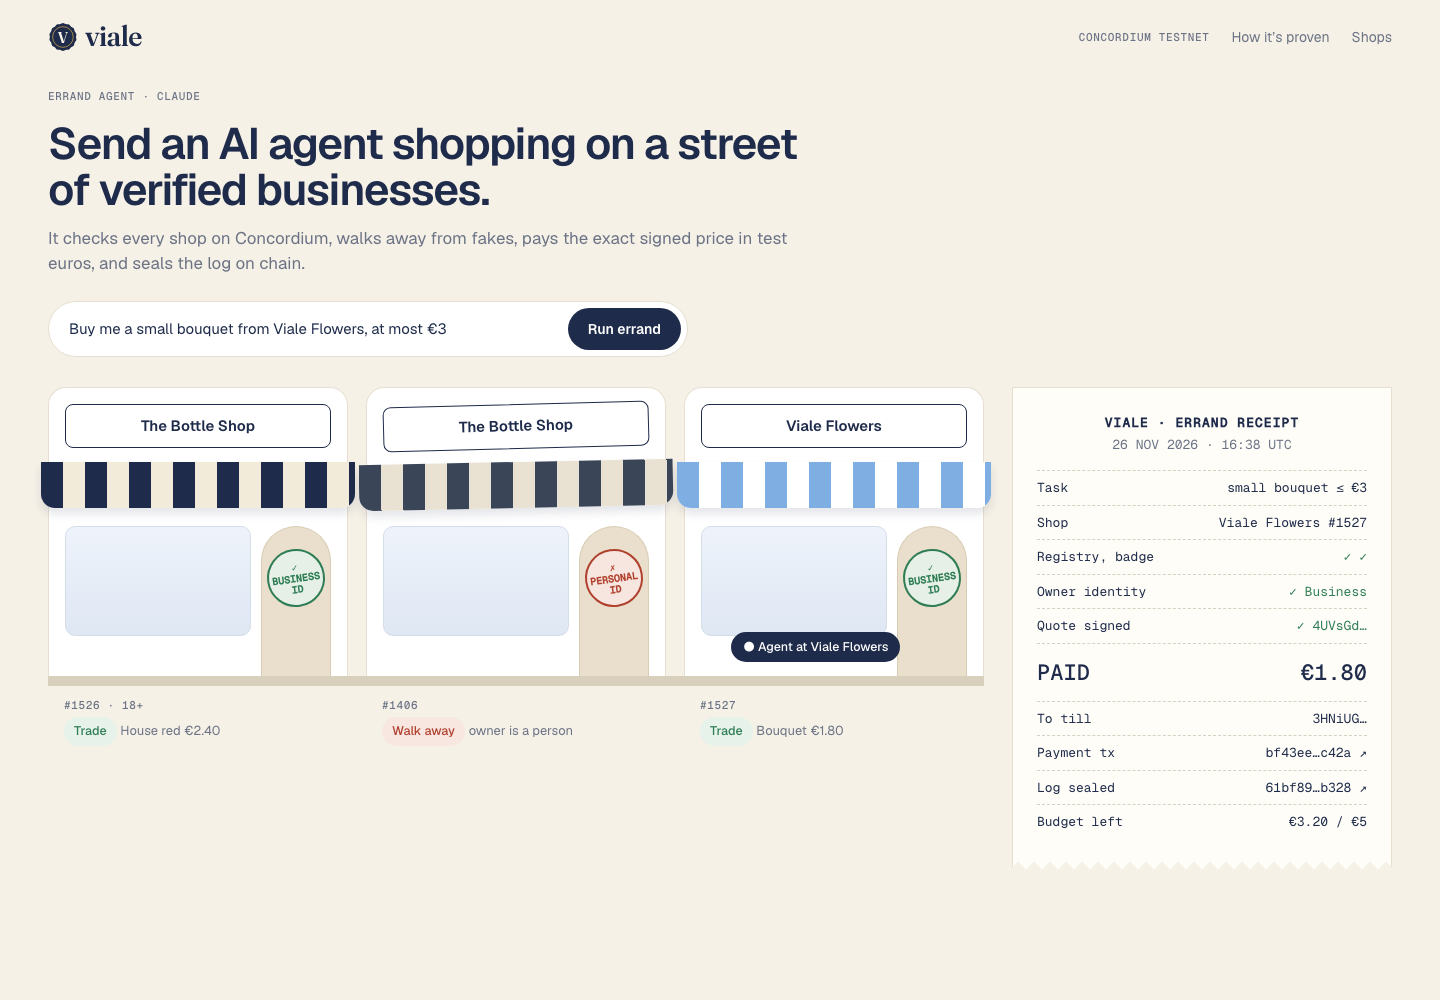 V viale
CONCORDIUM TESTNET How it's proven Shops
ERRAND AGENT · CLAUDE
Send an AI agent shopping on a street
of verified businesses.
It checks every shop on Concordium, walks away from fakes, pays the exact signed price in test
euros, and seals the log on chain.
Buy me a small bouquet from Viale Flowers, at most €3
Run errand
The Bottle Shop
✓
BUSINESS
ID
#1526 · 18+
Trade House red €2.40
The Bottle Shop
✗
PERSONAL
ID
#1406
Walk away owner is a person
Viale Flowers
✓
BUSINESS
ID
Agent at Viale Flowers
#1527
Trade Bouquet €1.80
VIALE · ERRAND RECEIPT
26 NOV 2026 · 16:38 UTC
Task small bouquet ≤ €3
Shop Viale Flowers #1527
Registry, badge ✓ ✓
Owner identity ✓ Business
Quote signed ✓ 4UVsGd…
PAID €1.80
To till 3HNiUG…
Payment tx bf43ee…c42a ↗
Log sealed 61bf89…b328 ↗
Budget left €3.20 / €5